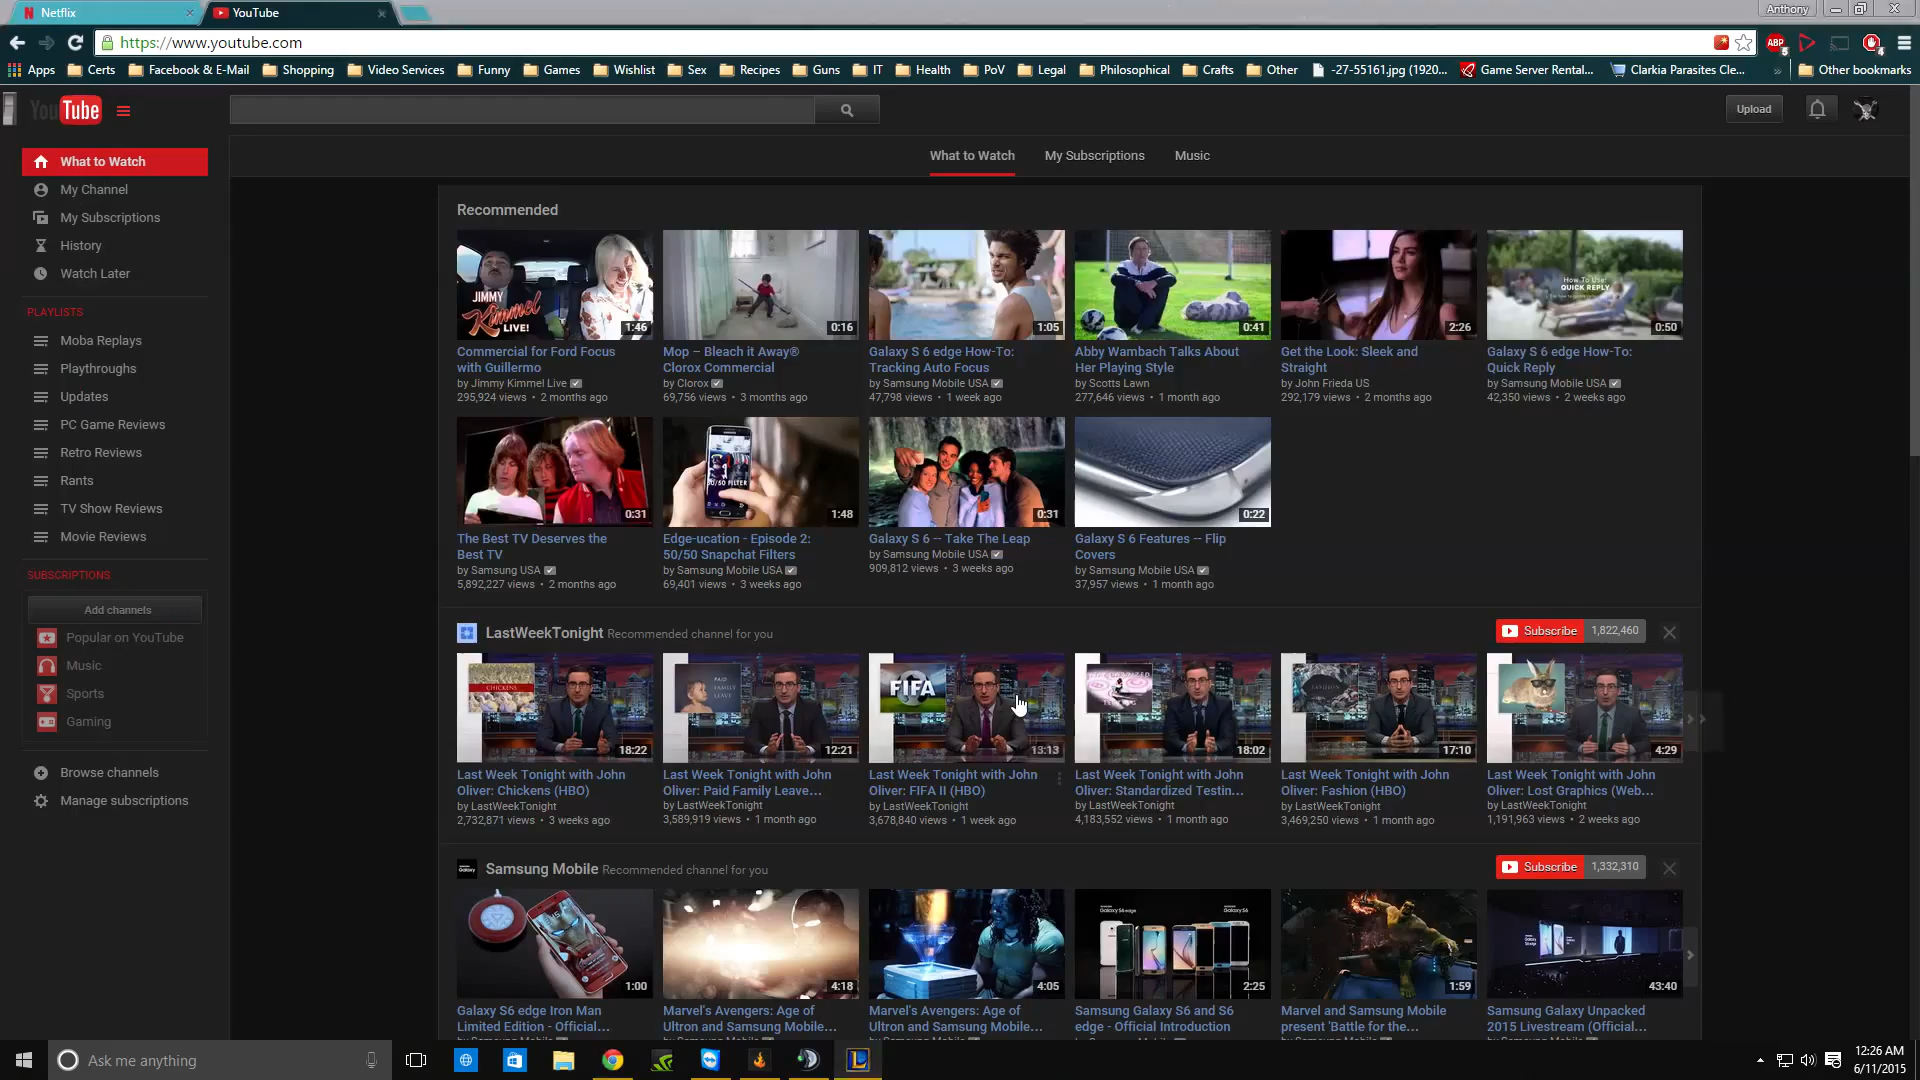 Netflix
YouTube
Anthony
https://www.youtube.com
ABP
Apps Certs Facebook & E-Mail Shopping Video Services Funny Games Wishlist Sex Recipes Guns IT Health PoV Legal Philosophical Crafts Other -27-55161.jpg (1920... Game Server Rental... Clarkia Parasites Cle... » Other bookmarks
YouTube
Upload
What to Watch My Subscriptions Music
What to Watch
My Channel
My Subscriptions
History
Watch Later
PLAYLISTS
Moba Replays
Playthroughs
Updates
PC Game Reviews
Retro Reviews
Rants
TV Show Reviews
Movie Reviews
SUBSCRIPTIONS
Add channels
Popular on YouTube
Music
Sports
Gaming
Browse channels
Manage subscriptions
Recommended
JIMMY
Kimmel
LIVE!
1:46
0:16
1:05
0:41
2:26
How To Use:
QUICK REPLY
0:50
Commercial for Ford Focus
with Guillermo
by Jimmy Kimmel Live
295,924 views • 2 months ago
Mop – Bleach it Away®
Clorox Commercial
by Clorox
69,756 views • 3 months ago
Galaxy S 6 edge How-To:
Tracking Auto Focus
by Samsung Mobile USA
47,798 views • 1 week ago
Abby Wambach Talks About
Her Playing Style
by Scotts Lawn
277,646 views • 1 month ago
Get the Look: Sleek and
Straight
by John Frieda US
292,179 views • 2 months ago
Galaxy S 6 edge How-To:
Quick Reply
by Samsung Mobile USA
42,350 views • 2 weeks ago
0:31
50/50 FILTER
1:48
0:31
0:22
The Best TV Deserves the
Best TV
by Samsung USA
5,892,227 views • 2 months ago
Edge-ucation - Episode 2:
50/50 Snapchat Filters
by Samsung Mobile USA
69,401 views • 3 weeks ago
Galaxy S 6 -- Take The Leap
by Samsung Mobile USA
909,812 views • 3 weeks ago
Galaxy S 6 Features -- Flip
Covers
by Samsung Mobile USA
37,957 views • 1 month ago
LastWeekTonight Recommended channel for you
Subscribe 1,822,460
CHICKENS
18:22
PAID
FAMILY
LEAVE
12:21
FIFA
13:13
18:02
FASHION
17:10
4:29
Last Week Tonight with John
Oliver: Chickens (HBO)
by LastWeekTonight
2,732,871 views • 3 weeks ago
Last Week Tonight with John
Oliver: Paid Family Leave...
by LastWeekTonight
3,589,919 views • 1 month ago
Last Week Tonight with John
Oliver: FIFA II (HBO)
by LastWeekTonight
3,678,840 views • 1 week ago
Last Week Tonight with John
Oliver: Standardized Testin...
by LastWeekTonight
4,183,552 views • 1 month ago
Last Week Tonight with John
Oliver: Fashion (HBO)
by LastWeekTonight
3,469,250 views • 1 month ago
Last Week Tonight with John
Oliver: Lost Graphics (Web...
by LastWeekTonight
1,191,963 views • 2 weeks ago
Samsung Mobile Recommended channel for you
Subscribe 1,332,310
1:00
4:18
4:05
Galaxy S6 edge Galaxy S6
2:25
1:59
43:40
Galaxy S6 edge Iron Man
Limited Edition - Official...
Marvel's Avengers: Age of
Ultron and Samsung Mobile...
Marvel's Avengers: Age of
Ultron and Samsung Mobile...
Samsung Galaxy S6 and S6
edge - Official Introduction
Marvel and Samsung Mobile
present 'Battle for the...
Samsung Galaxy Unpacked
2015 Livestream (Official...
Ask me anything
12:26 AM
6/11/2015